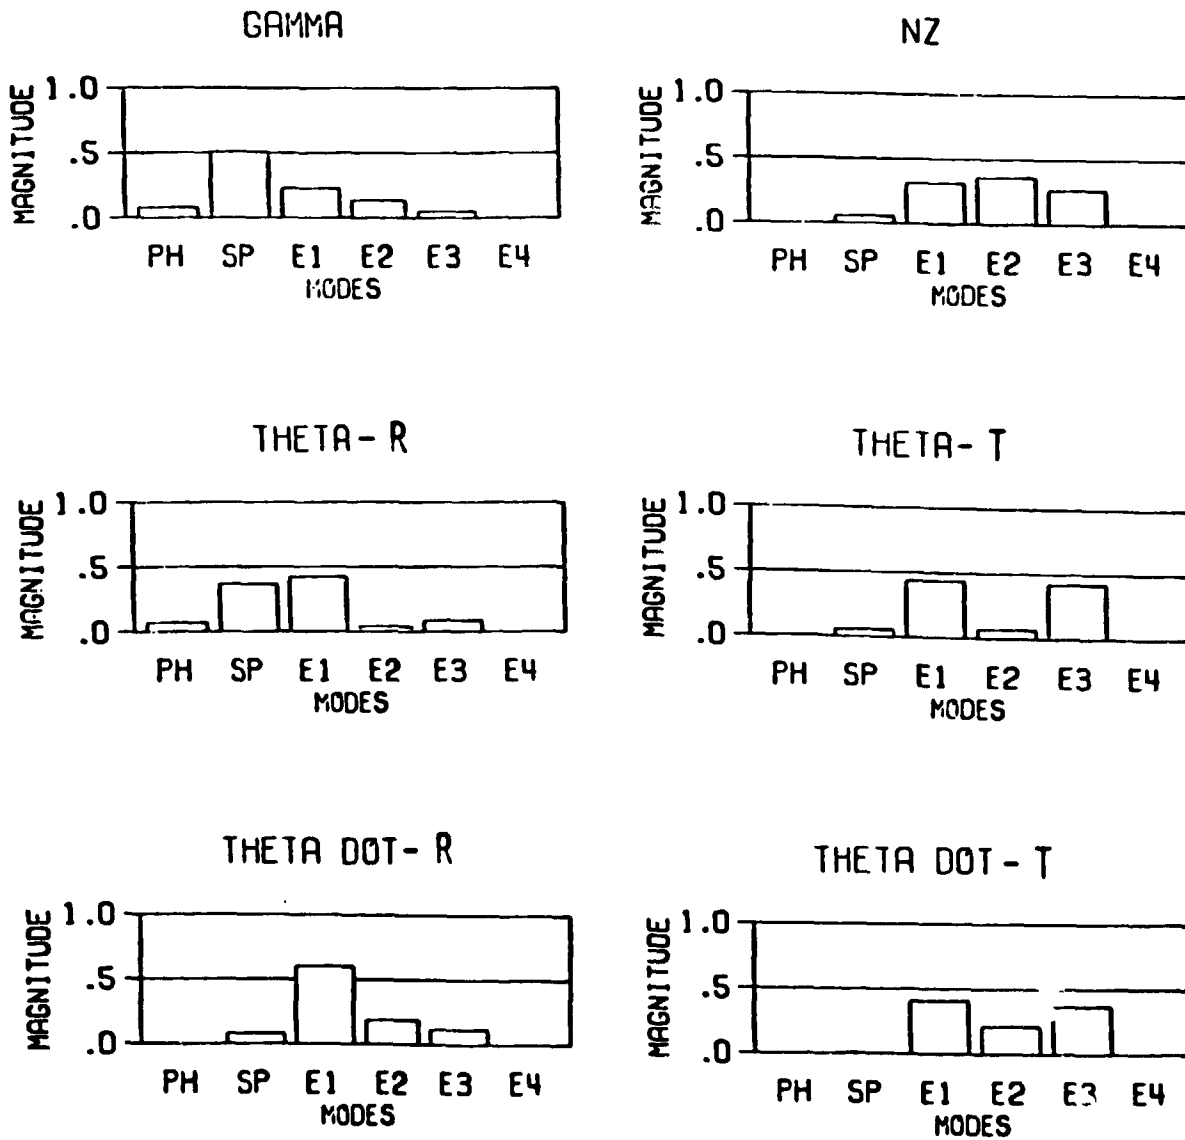 GAMMA
MAGNITUDE
1.0
.5
.0
PH SP E1 E2 E3 E4
MODES
NZ
MAGNITUDE
1.0
.5
.0
PH SP E1 E2 E3 E4
MODES
THETA- R
MAGNITUDE
1.0
.5
.0
PH SP E1 E2 E3 E4
MODES
THETA- T
MAGNITUDE
1.0
.5
.0
PH SP E1 E2 E3 E4
MODES
THETA DOT- R
MAGNITUDE
1.0
.5
.0
PH SP E1 E2 E3 E4
MODES
THETA DOT - T
MAGNITUDE
1.0
.5
.0
PH SP E1 E2 E3 E4
MODES